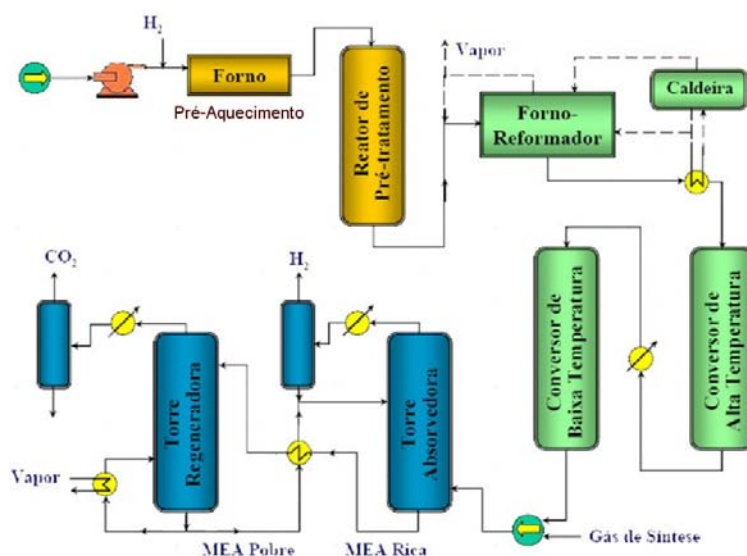 H2
Vapor
Forno
Pré-Aquecimento
Reator de
Pré-tratamento
Forno-
Reformador
Caldeira
CO2
H2
Torre
Regeneradora
Torre
Absorvedora
Conversor de
Baixa Temperatura
Conversor de
Alta Temperatura
Vapor
MEA Pobre
MEA Rica
Gás de Síntese